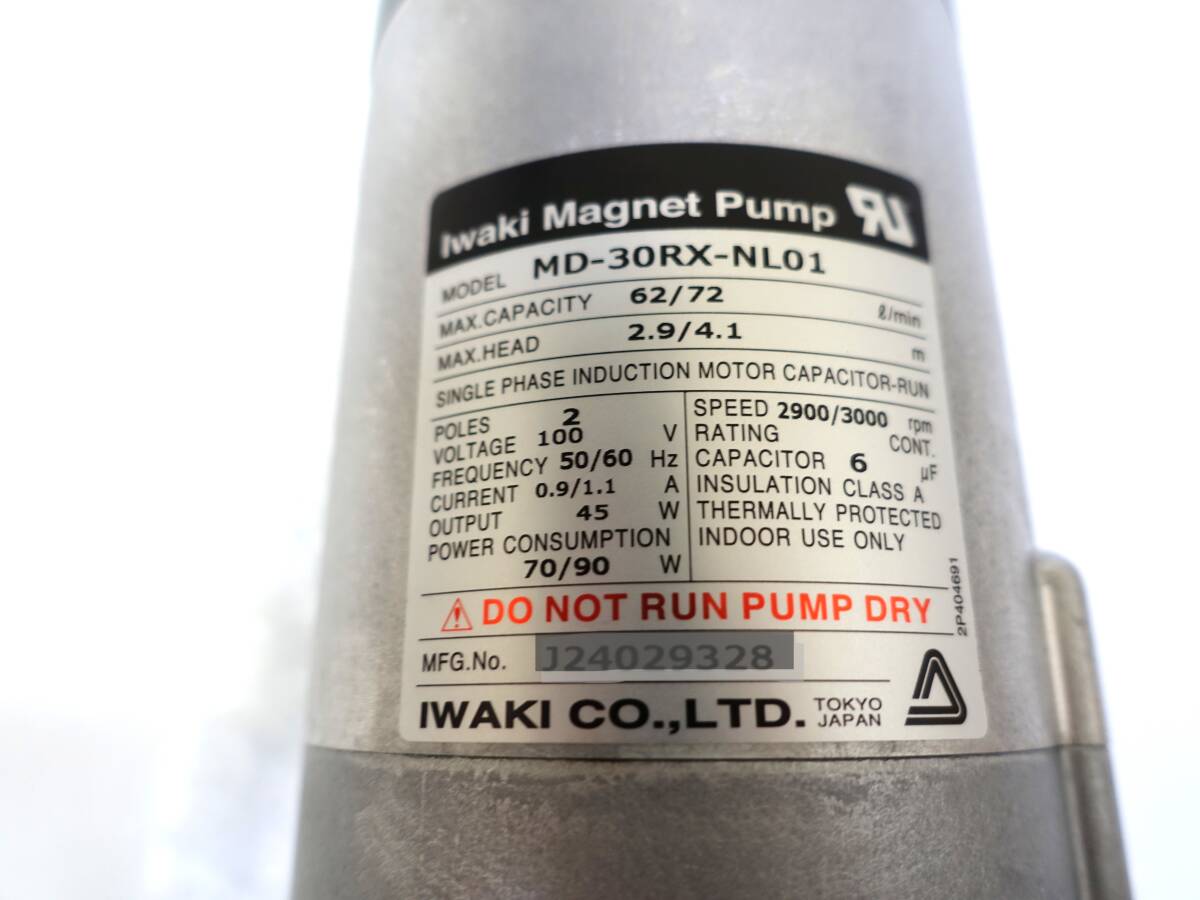 Iwaki Magnet Pump RU
MODEL MD-30RX-NL01
MAX.CAPACITY 62/72 ℓ/min
MAX.HEAD 2.9/4.1 m
SINGLE PHASE INDUCTION MOTOR CAPACITOR-RUN
POLES 2
VOLTAGE 100 V
FREQUENCY 50/60 Hz
CURRENT 0.9/1.1 A
OUTPUT 45 W
POWER CONSUMPTION
70/90 W
SPEED 2900/3000 rpm
RATING CONT.
CAPACITOR 6 µF
INSULATION CLASS A
THERMALLY PROTECTED
INDOOR USE ONLY
2P404691
DO NOT RUN PUMP DRY
MFG.No. J24029328
IWAKI CO.,LTD. TOKYO
JAPAN